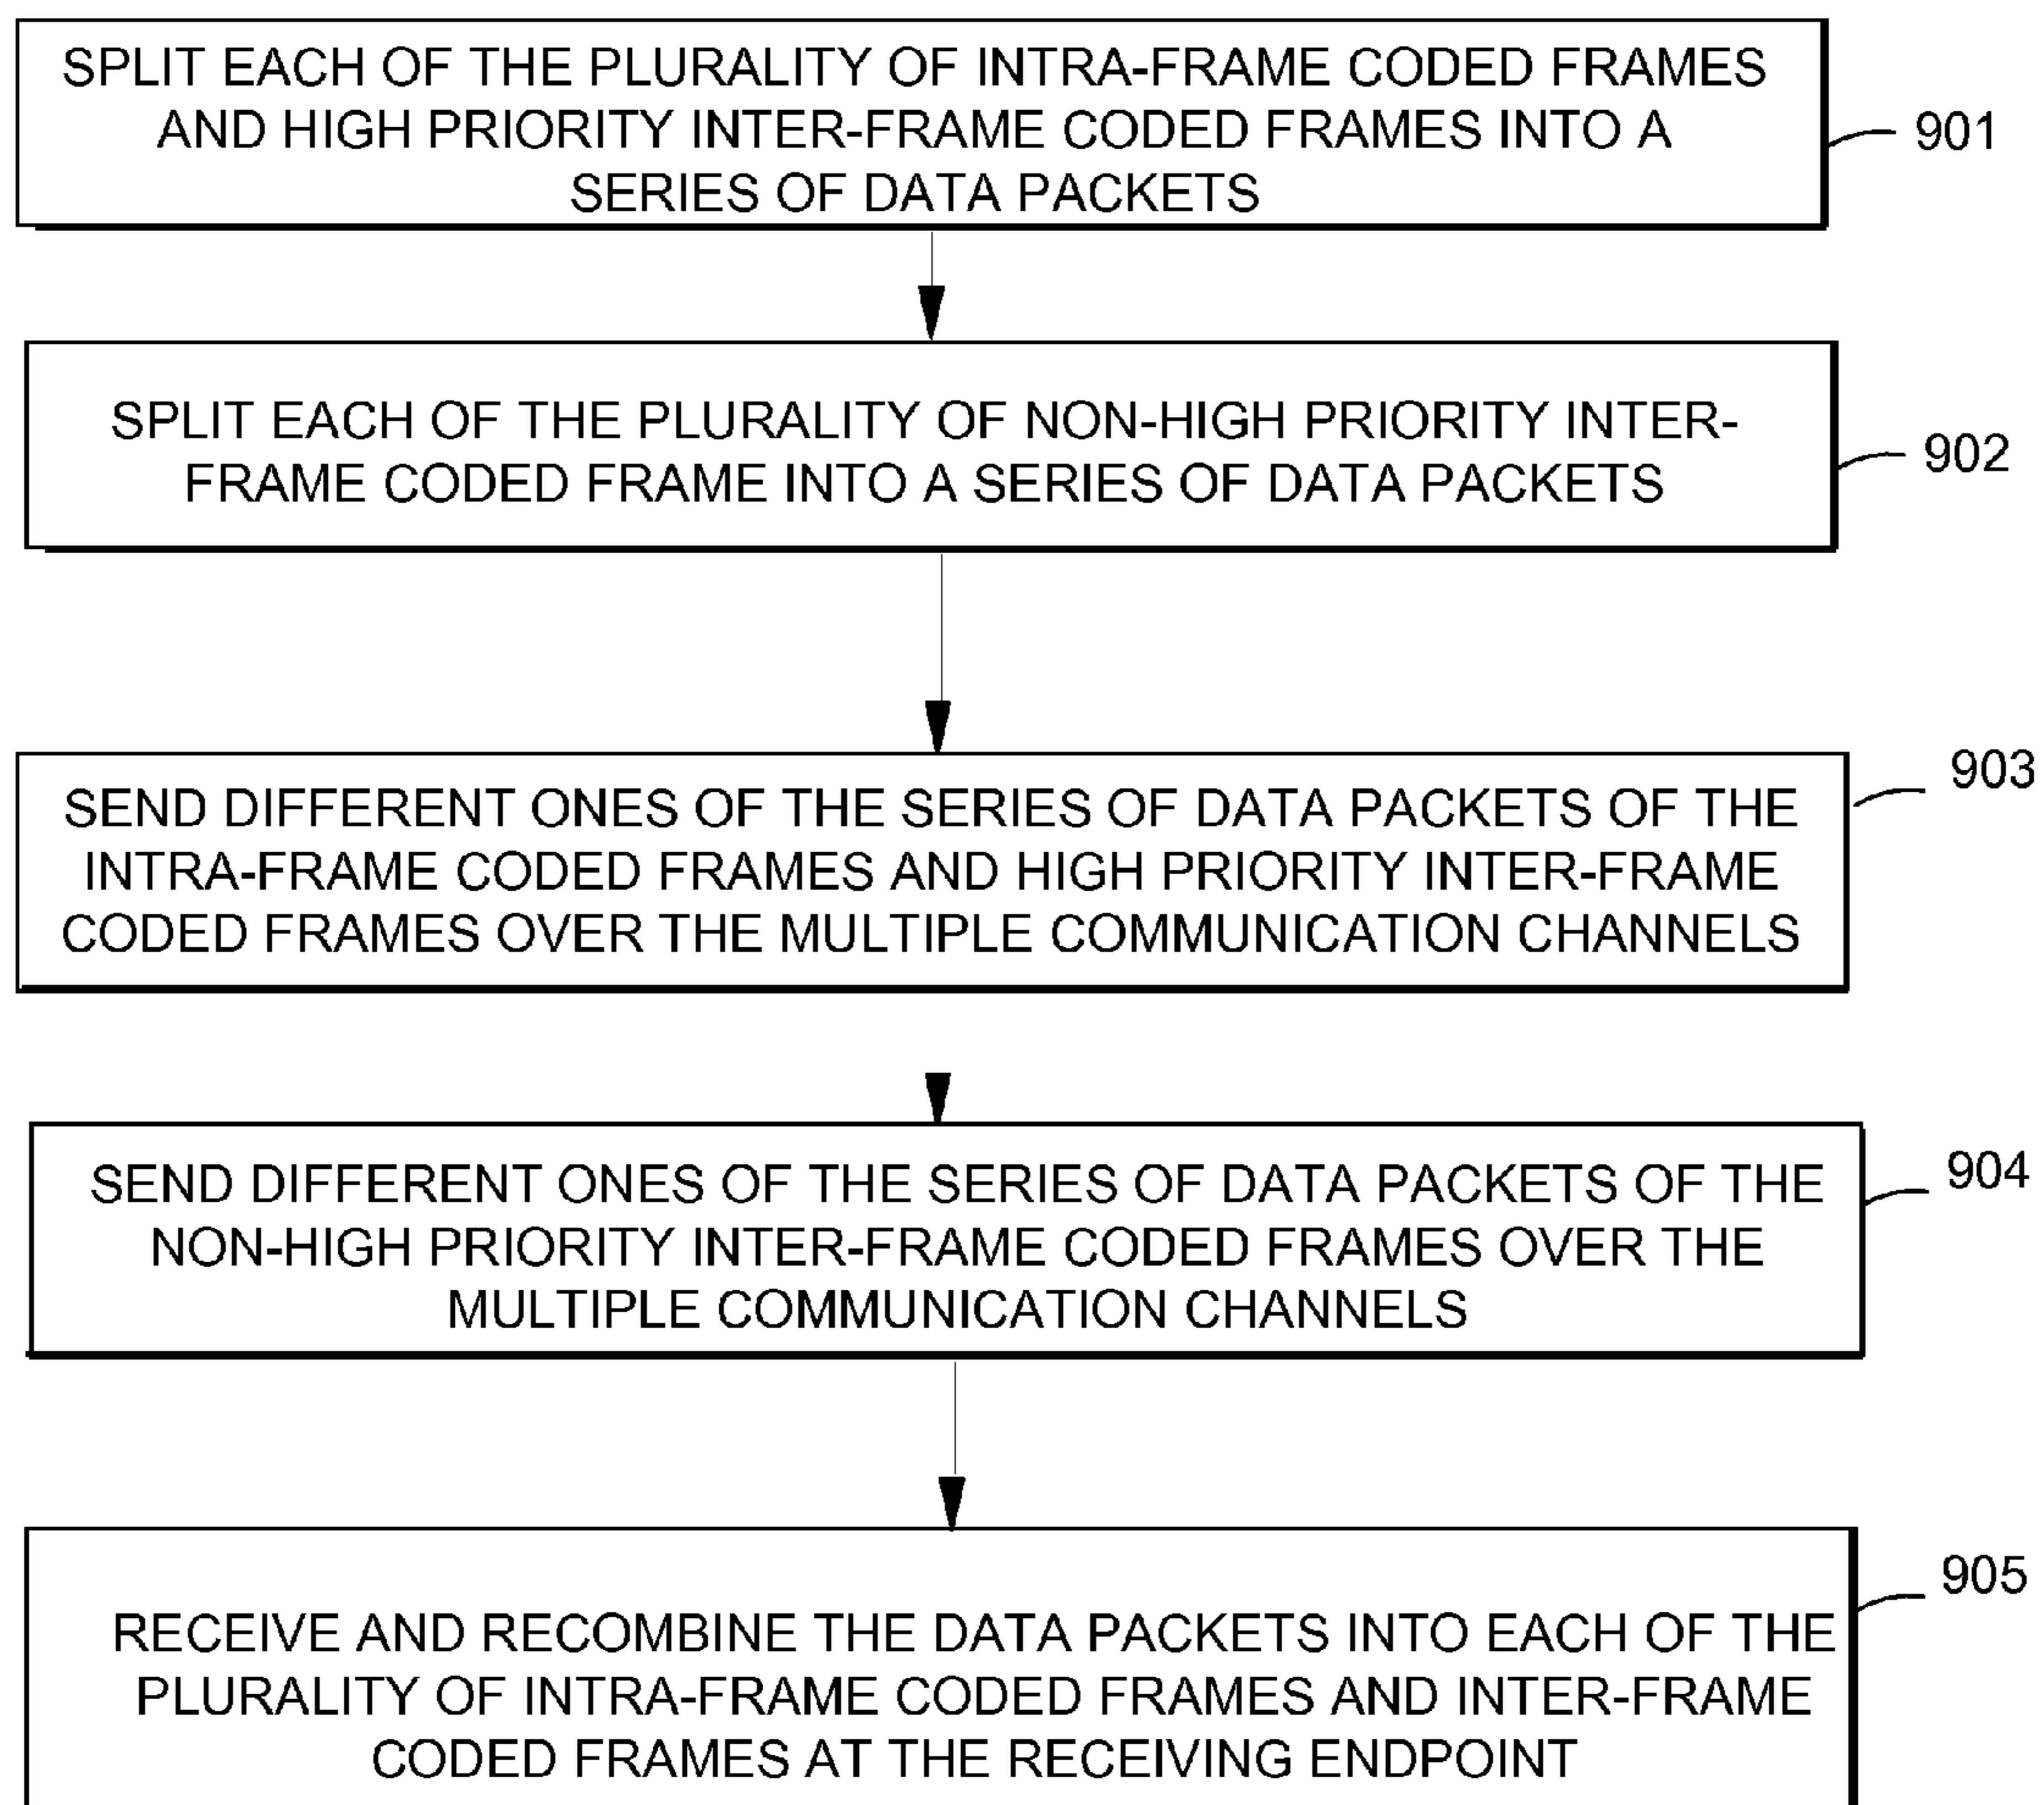 SPLIT EACH OF THE PLURALITY OF INTRA-FRAME CODED FRAMES
AND HIGH PRIORITY INTER-FRAME CODED FRAMES INTO A
SERIES OF DATA PACKETS
901
SPLIT EACH OF THE PLURALITY OF NON-HIGH PRIORITY INTER-
FRAME CODED FRAME INTO A SERIES OF DATA PACKETS
902
SEND DIFFERENT ONES OF THE SERIES OF DATA PACKETS OF THE
INTRA-FRAME CODED FRAMES AND HIGH PRIORITY INTER-FRAME
CODED FRAMES OVER THE MULTIPLE COMMUNICATION CHANNELS
903
SEND DIFFERENT ONES OF THE SERIES OF DATA PACKETS OF THE
NON-HIGH PRIORITY INTER-FRAME CODED FRAMES OVER THE
MULTIPLE COMMUNICATION CHANNELS
904
RECEIVE AND RECOMBINE THE DATA PACKETS INTO EACH OF THE
PLURALITY OF INTRA-FRAME CODED FRAMES AND INTER-FRAME
CODED FRAMES AT THE RECEIVING ENDPOINT
905